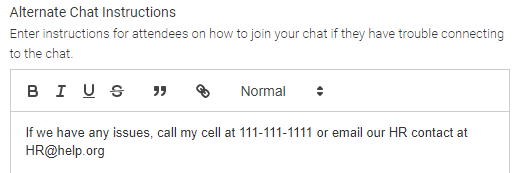 Alternate Chat Instructions
Enter instructions for attendees on how to join your chat if they have trouble connecting
to the chat.
B I U S Normal
If we have any issues, call my cell at 111-111-1111 or email our HR contact at
HR@help.org